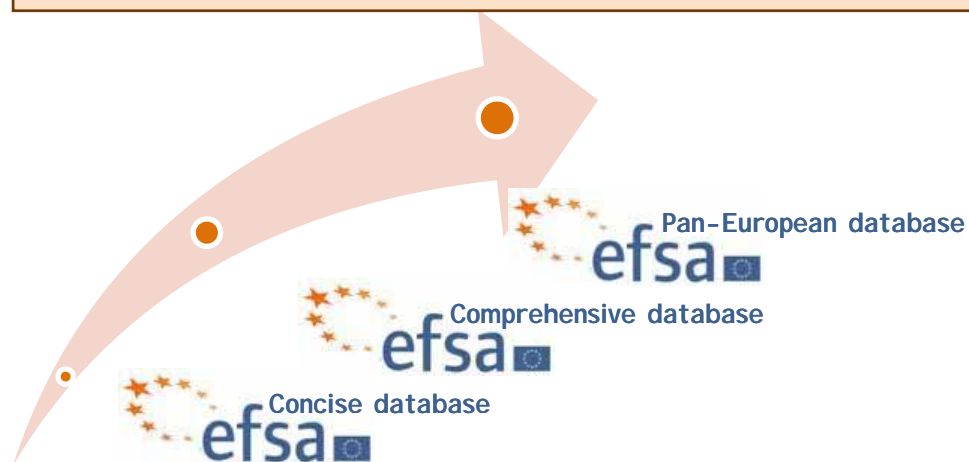 Pan-European database
efsa
Comprehensive database
efsa
Concise database
efsa